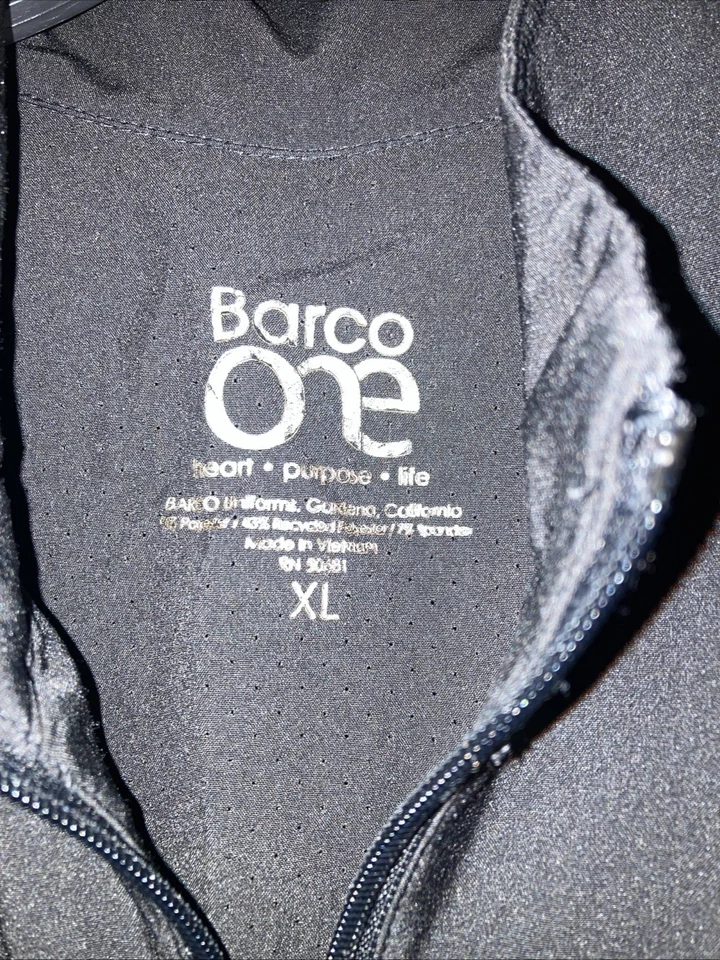 Barco
One
heart • purpose • life
BARCO Uniforms, Gardena, California
Polyester / 43% Recycled Polyester / 7% Spandex
Made in Vietnam
RN 50681
XL